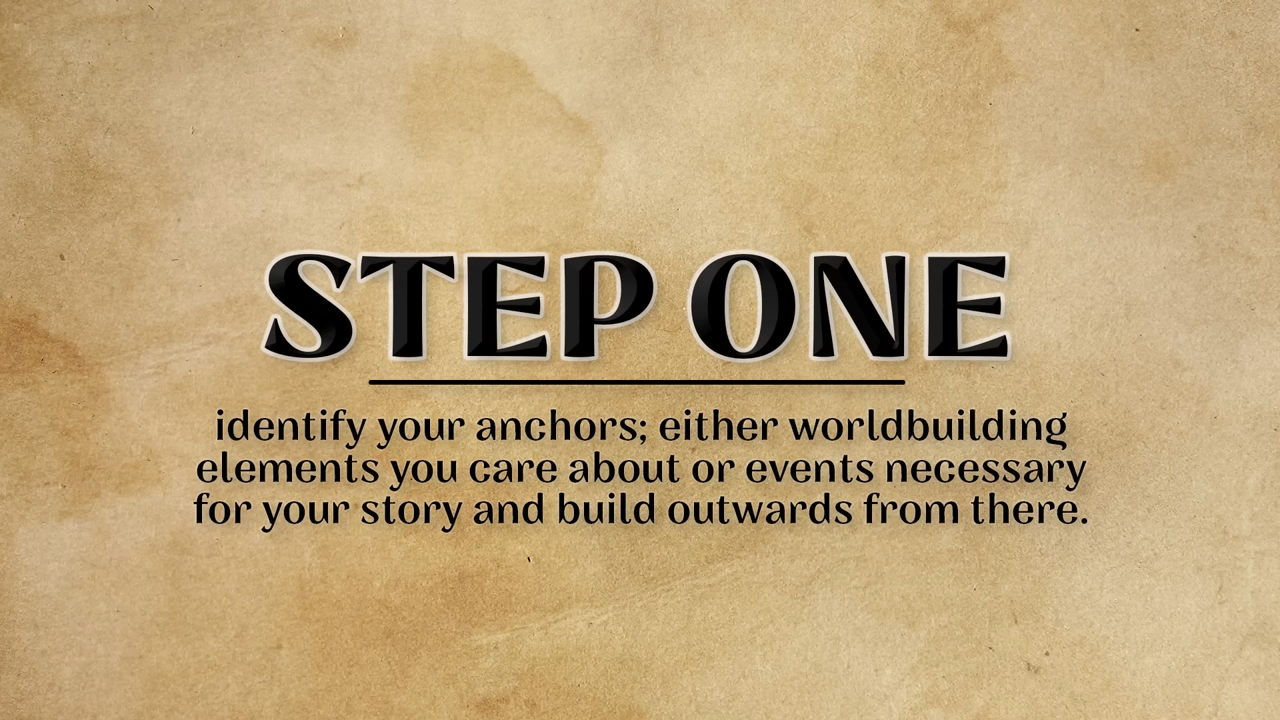 STEP ONE
identify your anchors; either worldbuilding
elements you care about or events necessary
for your story and build outwards from there.